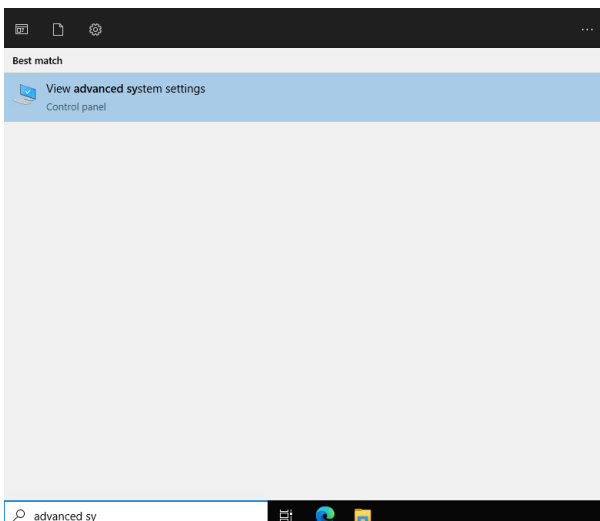 Best match
View advanced system settings
Control panel
advanced sy